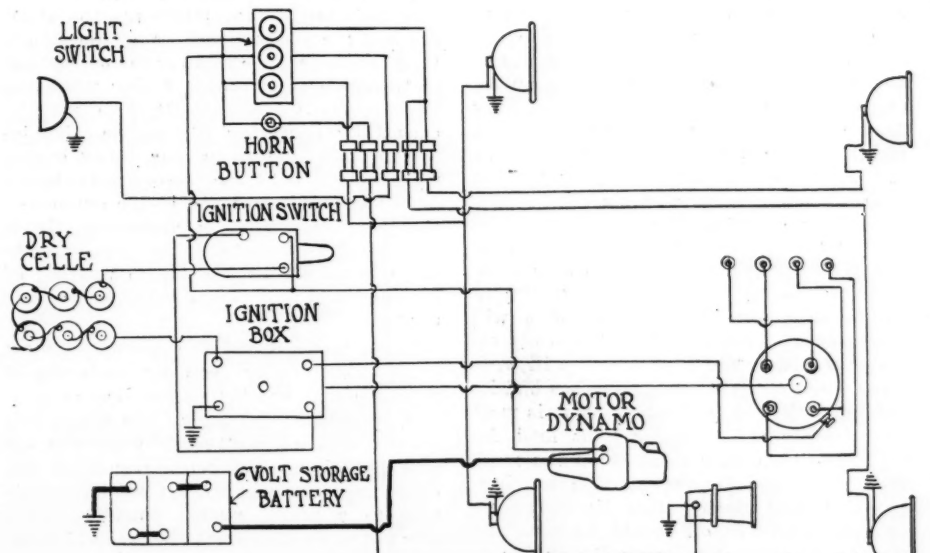 LIGHT
SWITCH
HORN
BUTTON
IGNITION SWITCH
DRY
CELLE
IGNITION
BOX
MOTOR
DYNAMO
6 VOLT STORAGE
BATTERY